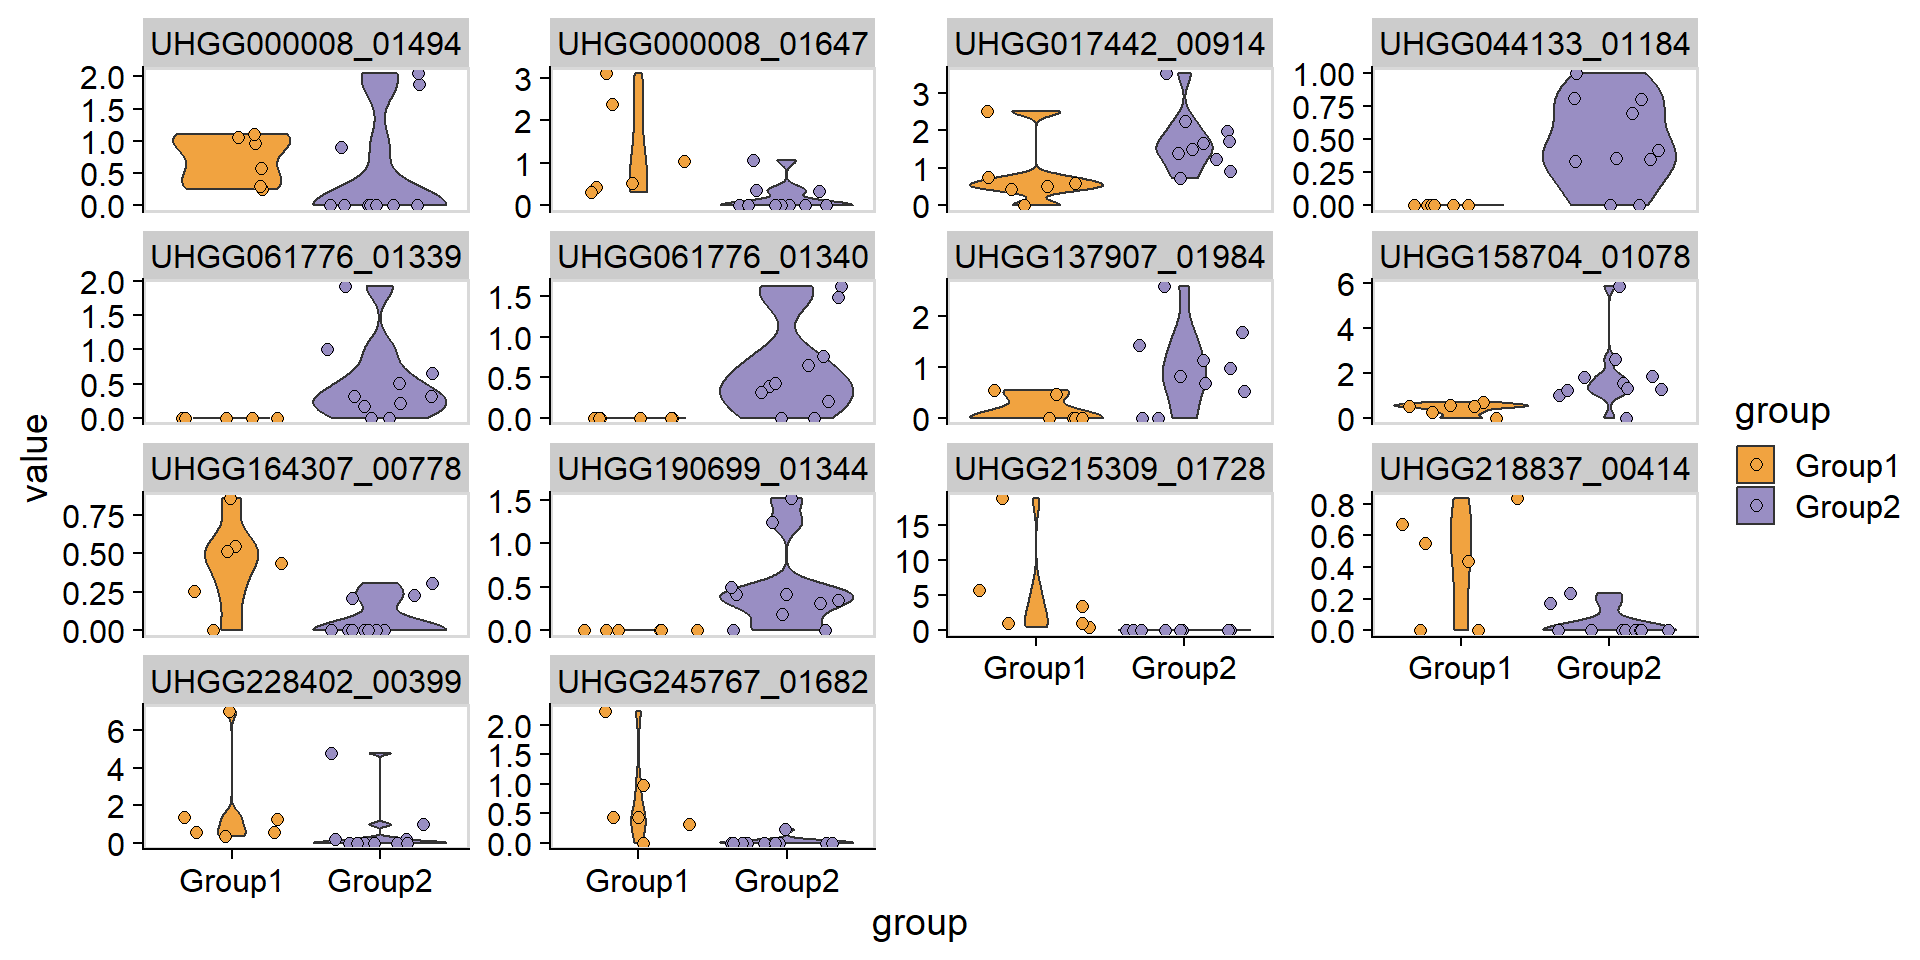 UHGG000008_01494 UHGG000008_01647 UHGG017442_00914 UHGG044133_01184
2.0 1.5 1.0 0.5 0.0
3 2 1 0
3 2 1 0
1.00 0.75 0.50 0.25 0.00
UHGG061776_01339 UHGG061776_01340 UHGG137907_01984 UHGG158704_01078
2.0 1.5 1.0 0.5 0.0
1.5 1.0 0.5 0.0
2 1 0
6 4 2 0
UHGG164307_00778 UHGG190699_01344 UHGG215309_01728 UHGG218837_00414
0.75 0.50 0.25 0.00
1.5 1.0 0.5 0.0
15 10 5 0
0.8 0.6 0.4 0.2 0.0
Group1 Group2 Group1 Group2
UHGG228402_00399 UHGG245767_01682
6 4 2 0
2.0 1.5 1.0 0.5 0.0
Group1 Group2 Group1 Group2
value
group
group
Group1
Group2